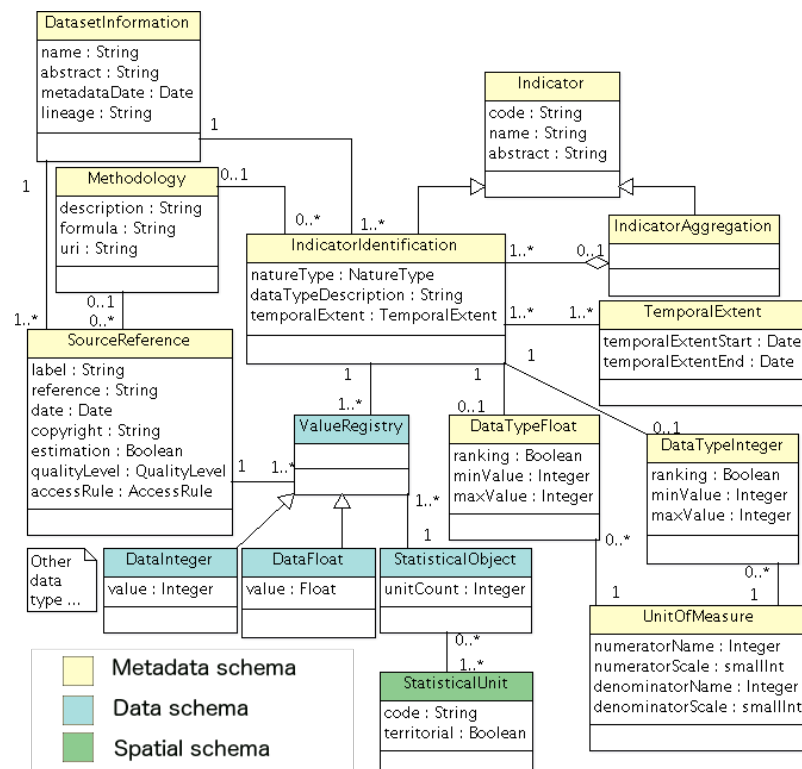 DatasetInformation
name : String
abstract : String
metadataDate : Date
lineage : String
1
1
Indicator
code : String
name : String
abstract : String
Methodology
description : String
formula : String
uri : String
0..1
0..*
1..*
IndicatorIdentification
natureType : NatureType
dataTypeDescription : String
temporalExtent : TemporalExtent
IndicatorAggregation
1..*
0..1
1..*
1..*
TemporalExtent
temporalExtentStart : Date
temporalExtentEnd : Date
0..1
0..*
1..*
SourceReference
label : String
reference : String
date : Date
copyright : String
estimation : Boolean
qualityLevel : QualityLevel
accessRule : AccessRule
1
1..*
1
1..*
ValueRegistry
1
0..1
DataTypeFloat
ranking : Boolean
minValue : Integer
maxValue : Integer
1
0..1
DataTypeInteger
ranking : Boolean
minValue : Integer
maxValue : Integer
1..*
1
0..*
1
0..*
1
Other
data
type ...
DataInteger
value : Integer
DataFloat
value : Float
StatisticalObject
unitCount : Integer
0..*
1..*
UnitOfMeasure
numeratorName : Integer
numeratorScale : smallInt
denominatorName : Integer
denominatorScale : smallInt
StatisticalUnit
code : String
territorial : Boolean
Metadata schema
Data schema
Spatial schema